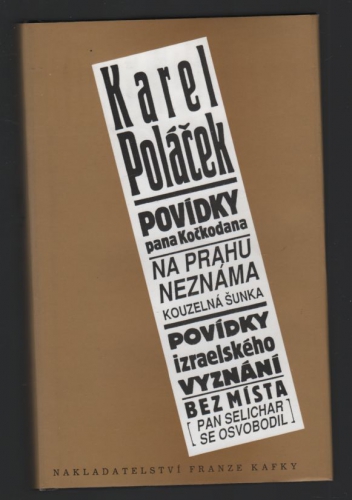 Karel
Poláček
POVÍDKY
pana Kočkodana
NA PRAHU
NEZNÁMA
KOUZELNÁ ŠUNKA
POVÍDKY
izraelského
VYZNÁNÍ
BEZ MÍSTA
[PAN SELICHAR
SE OSVOBODIL]
NAKLADATELSTVÍ FRANZE KAFKY